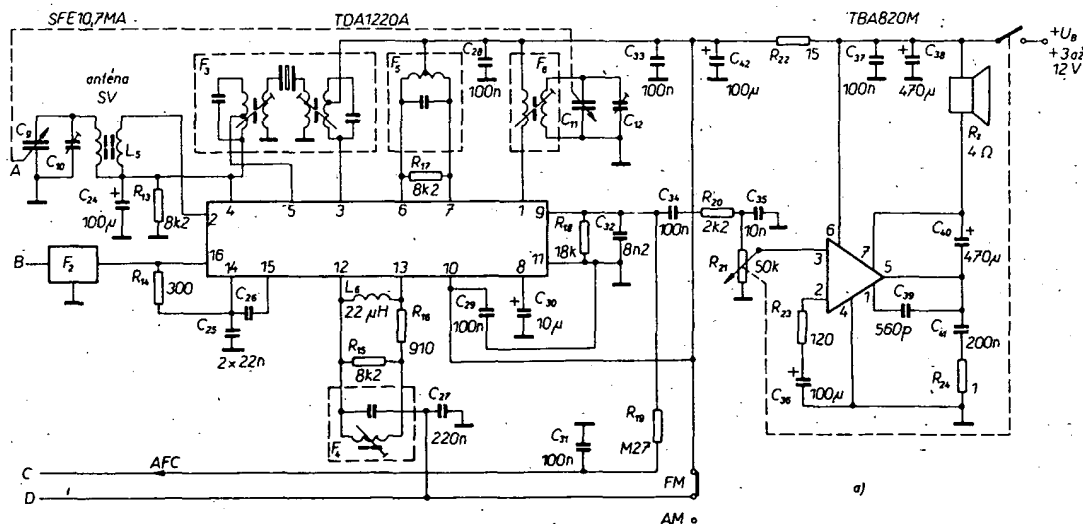 SFE10,7MA
TDA1220A
TBA820M
F3
F5
C28
100n
F6
C33
100n
C42
100µ
R22
15
C37
100n
C38
470µ
+UB
+3 až
12V
anténa
SV
C9
A
C10
L5
C24
100µ
R13
8k2
R17
8k2
C11
C12
R2
4 Ω
2
4
5
3
6
7
1
9
16
14
15
12
13
10
8
11
B
F2
R14
300
C26
C25
2×22n
L6
22 µH
R16
910
R15
8k2
C29
100n
C30
10µ
R18
18k
C32
8n2
C34
100n
R20
2k2
C35
10n
R21
50k
6
7
3
5
2
4
1
R23
120
C36
100µ
C40
470µ
C39
560p
C41
200n
R24
1
F4
C27
220n
C31
100n
R19
M27
C
AFC
D
FM
AM
a)